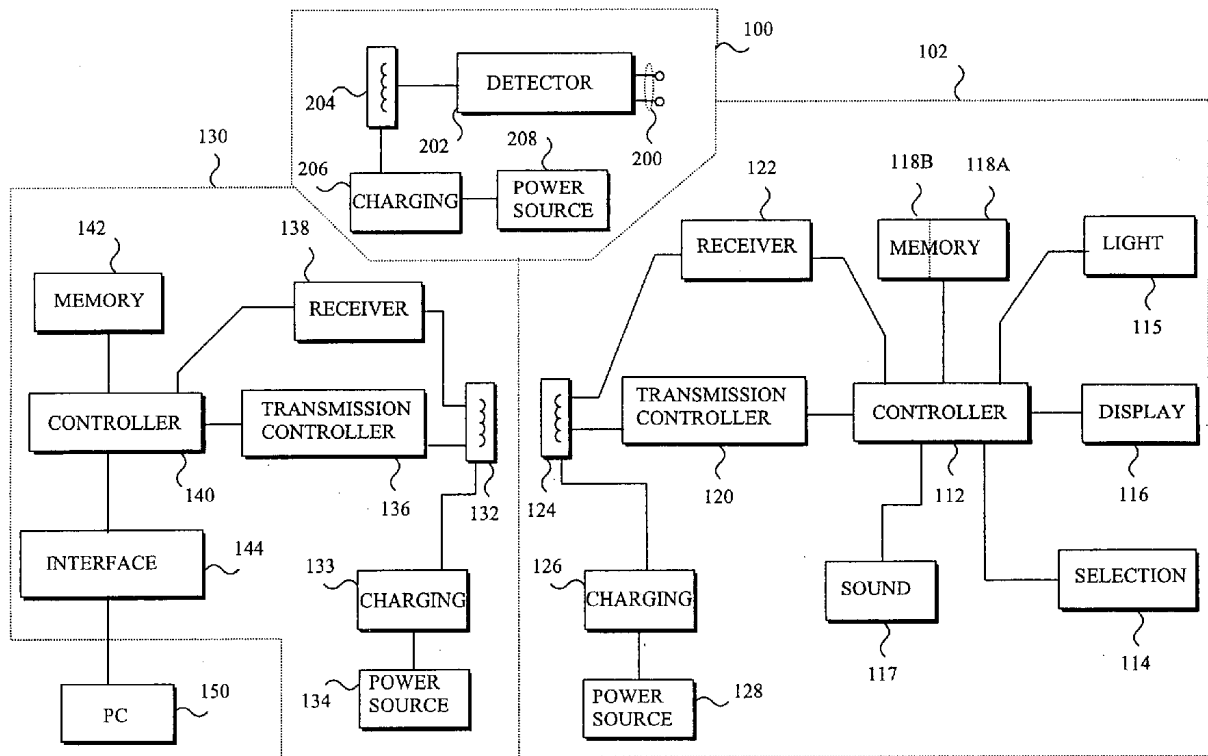 100
102
204
DETECTOR
202
200
130
206
208
CHARGING
POWER
SOURCE
122
118B
118A
142
138
RECEIVER
MEMORY
LIGHT
MEMORY
RECEIVER
115
CONTROLLER
TRANSMISSION
CONTROLLER
TRANSMISSION
CONTROLLER
CONTROLLER
DISPLAY
140
136
132
124
120
112
116
INTERFACE
144
133
CHARGING
126
CHARGING
SOUND
SELECTION
117
114
PC
150
134
POWER
SOURCE
POWER
SOURCE
128